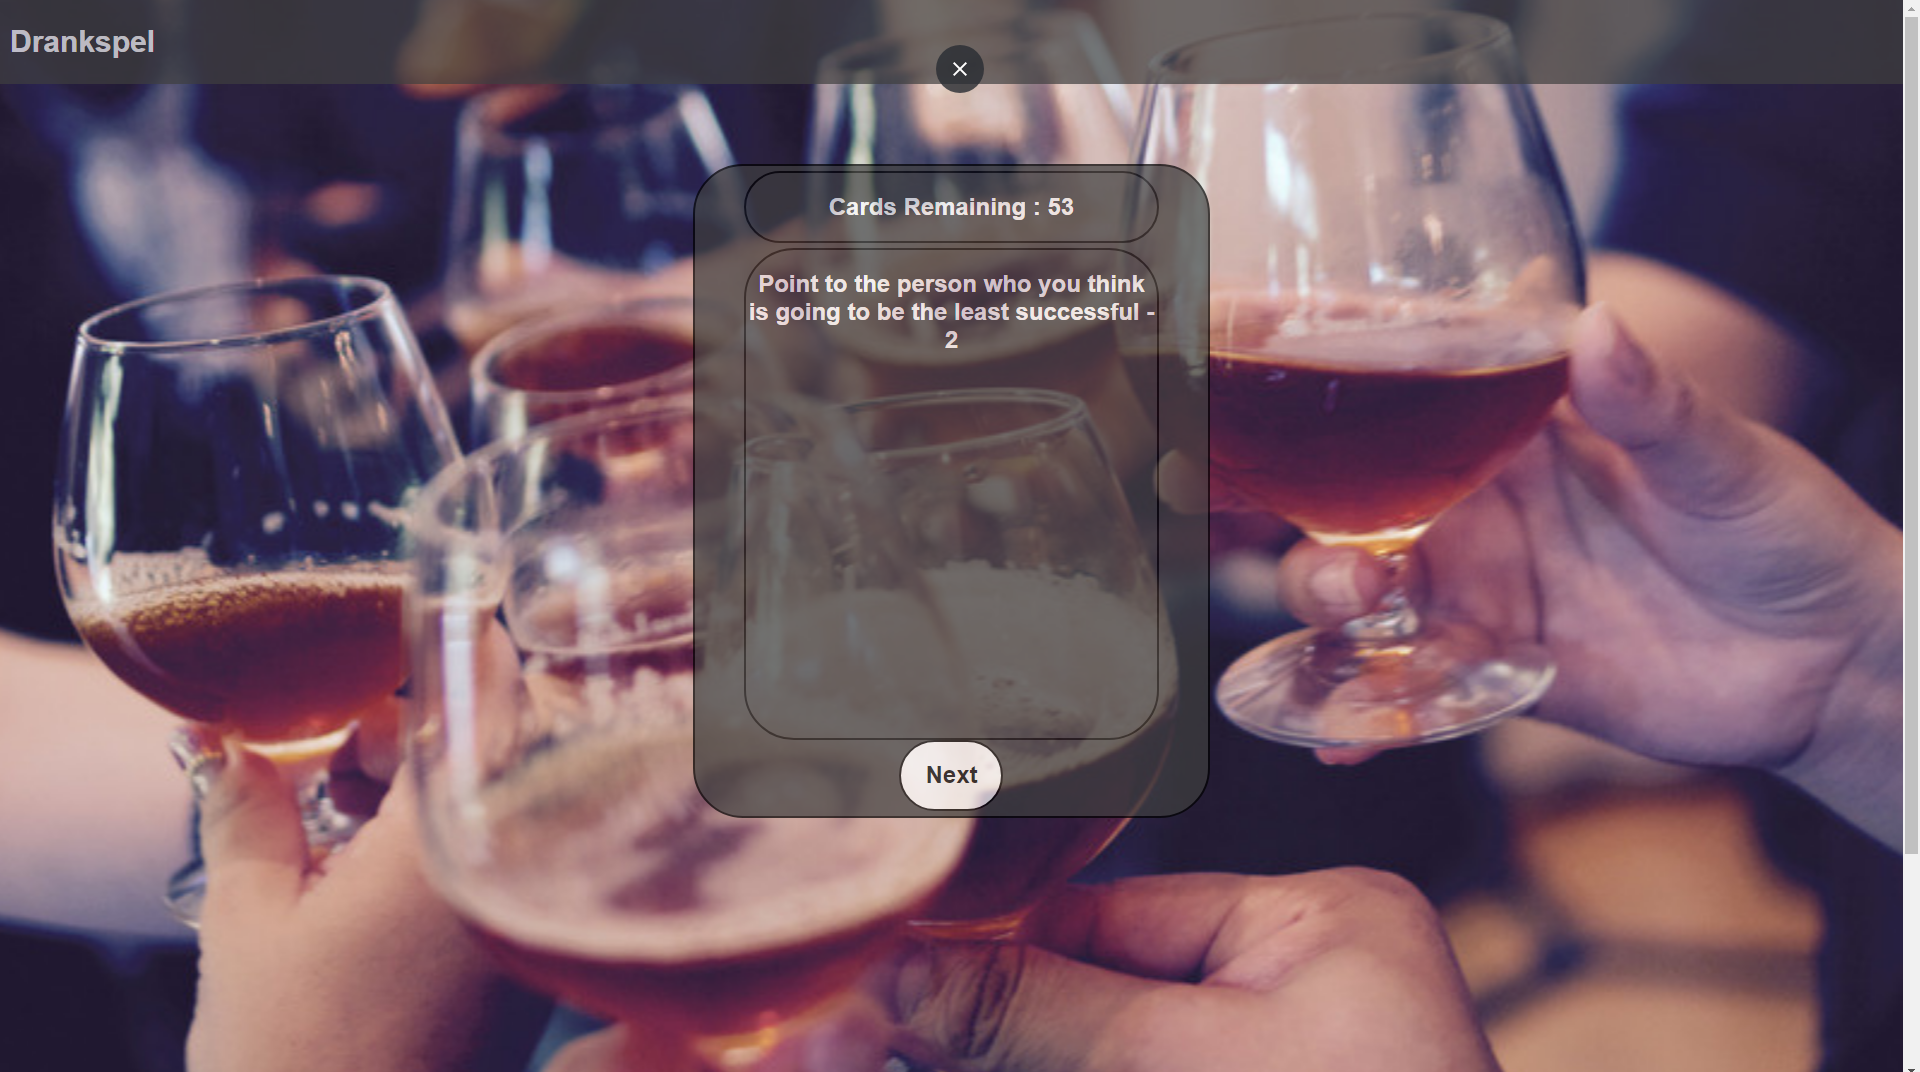 Drankspel
Cards Remaining : 53
Point to the person who you think
is going to be the least successful -
2
Next